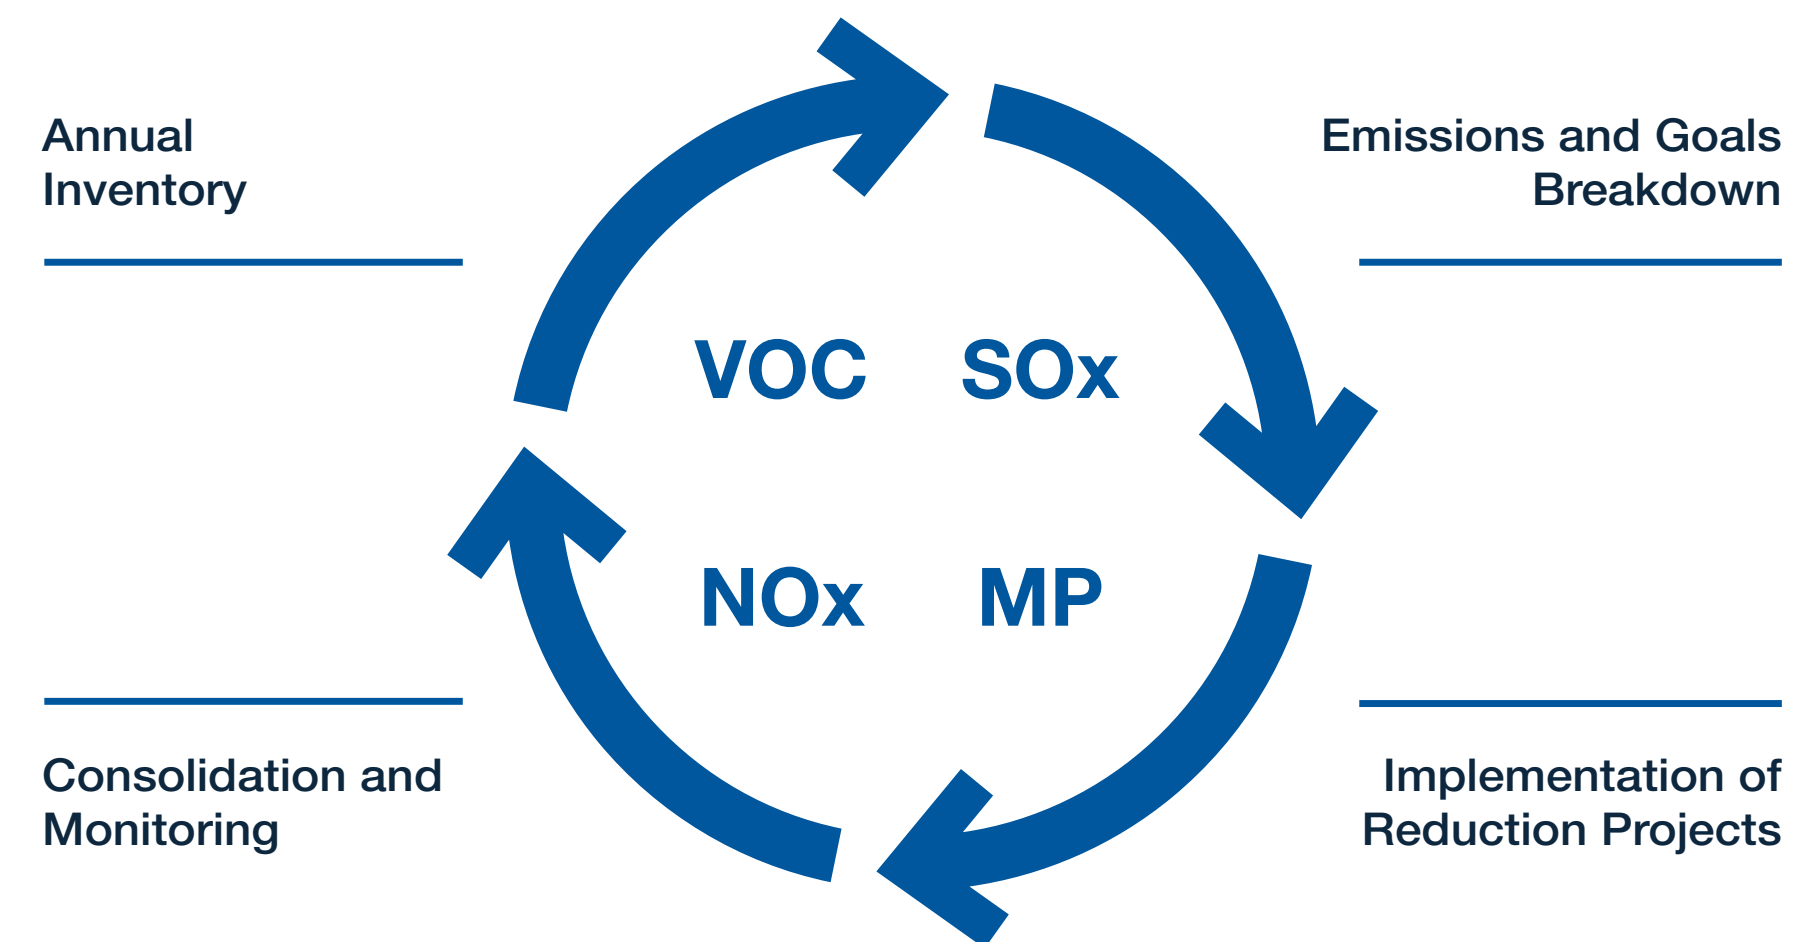 Annual
Inventory
Emissions and Goals
Breakdown
VOC SOx
NOx MP
Consolidation and
Monitoring
Implementation of
Reduction Projects